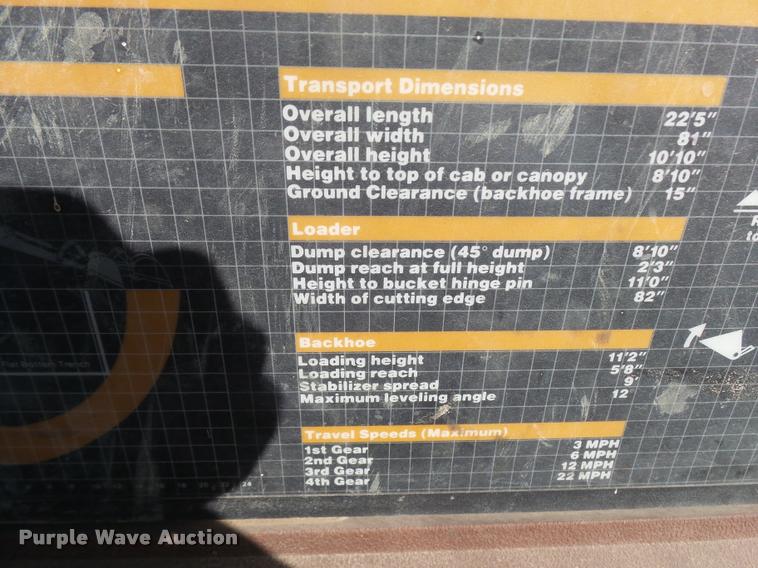 Transport Dimensions
Overall length 22'5"
Overall width 81"
Overall height 10'10"
Height to top of cab or canopy 8'10"
Ground Clearance (backhoe frame) 15"
Loader
Dump clearance (45° dump) 8'10"
Dump reach at full height 2'3"
Height to bucket hinge pin 11'0"
Width of cutting edge 82"
Backhoe
Loading height 11'2"
Loading reach 5'8"
Stabilizer spread 9'
Maximum leveling angle 12
Travel Speeds (Maximum)
1st Gear 3 MPH
2nd Gear 6 MPH
3rd Gear 12 MPH
4th Gear 22 MPH
Purple Wave Auction